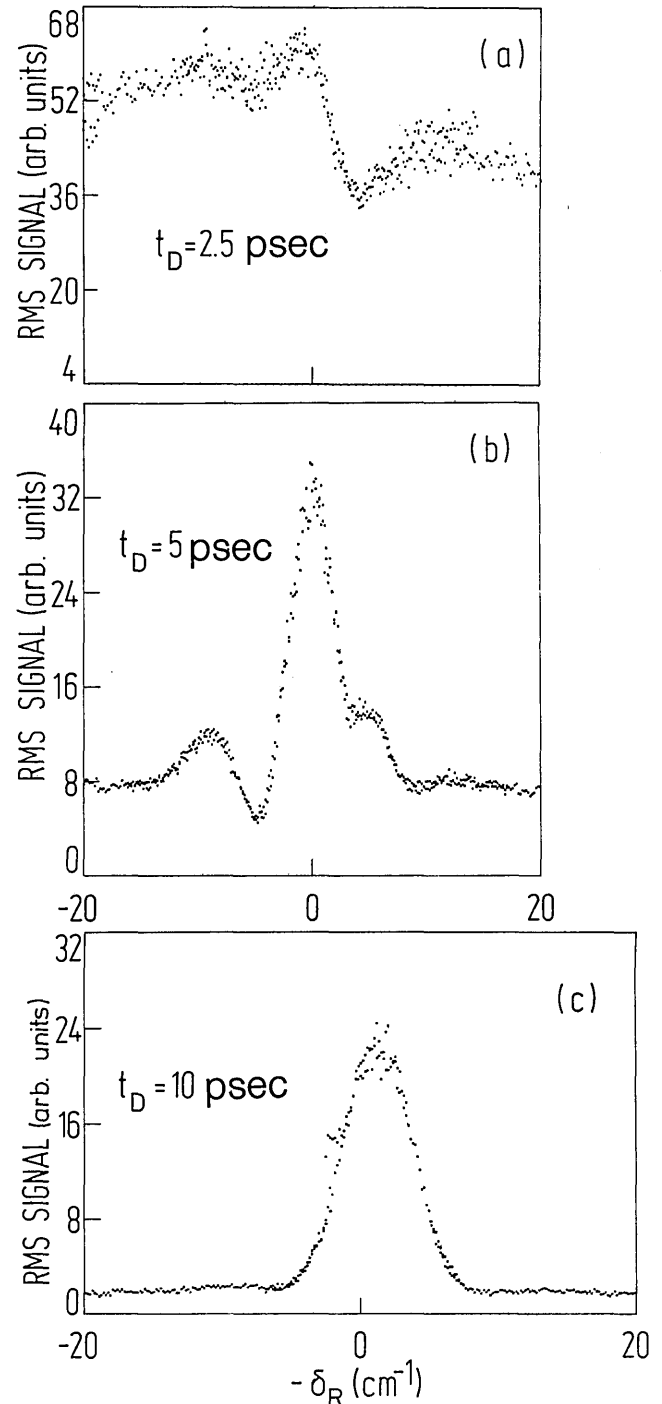 68
(a)
52
36
20
4
RMS SIGNAL (arb. units)
t_D=2.5 psec
0
40
(b)
32
24
16
8
0
RMS SIGNAL (arb. units)
t_D=5 psec
-20
0
20
32
(c)
24
16
8
0
RMS SIGNAL (arb. units)
t_D=10 psec
-20
0
20
-δ_R (cm⁻¹)